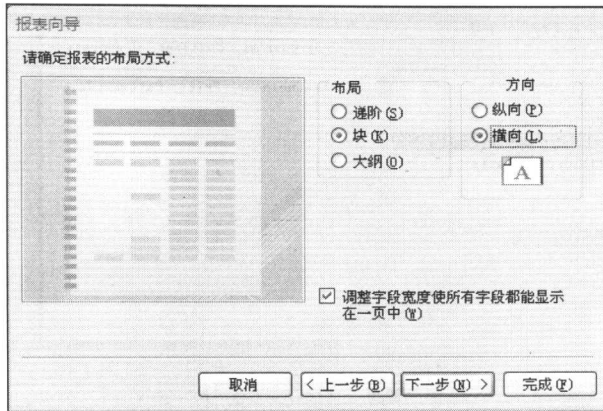 报表向导
请确定报表的布局方式:
布局
递阶(S)
块(K)
大纲(O)
方向
纵向(P)
横向(L)
A
调整字段宽度使所有字段都能显示
在一页中(W)
取消
< 上一步(B)
下一步(N) >
完成(F)